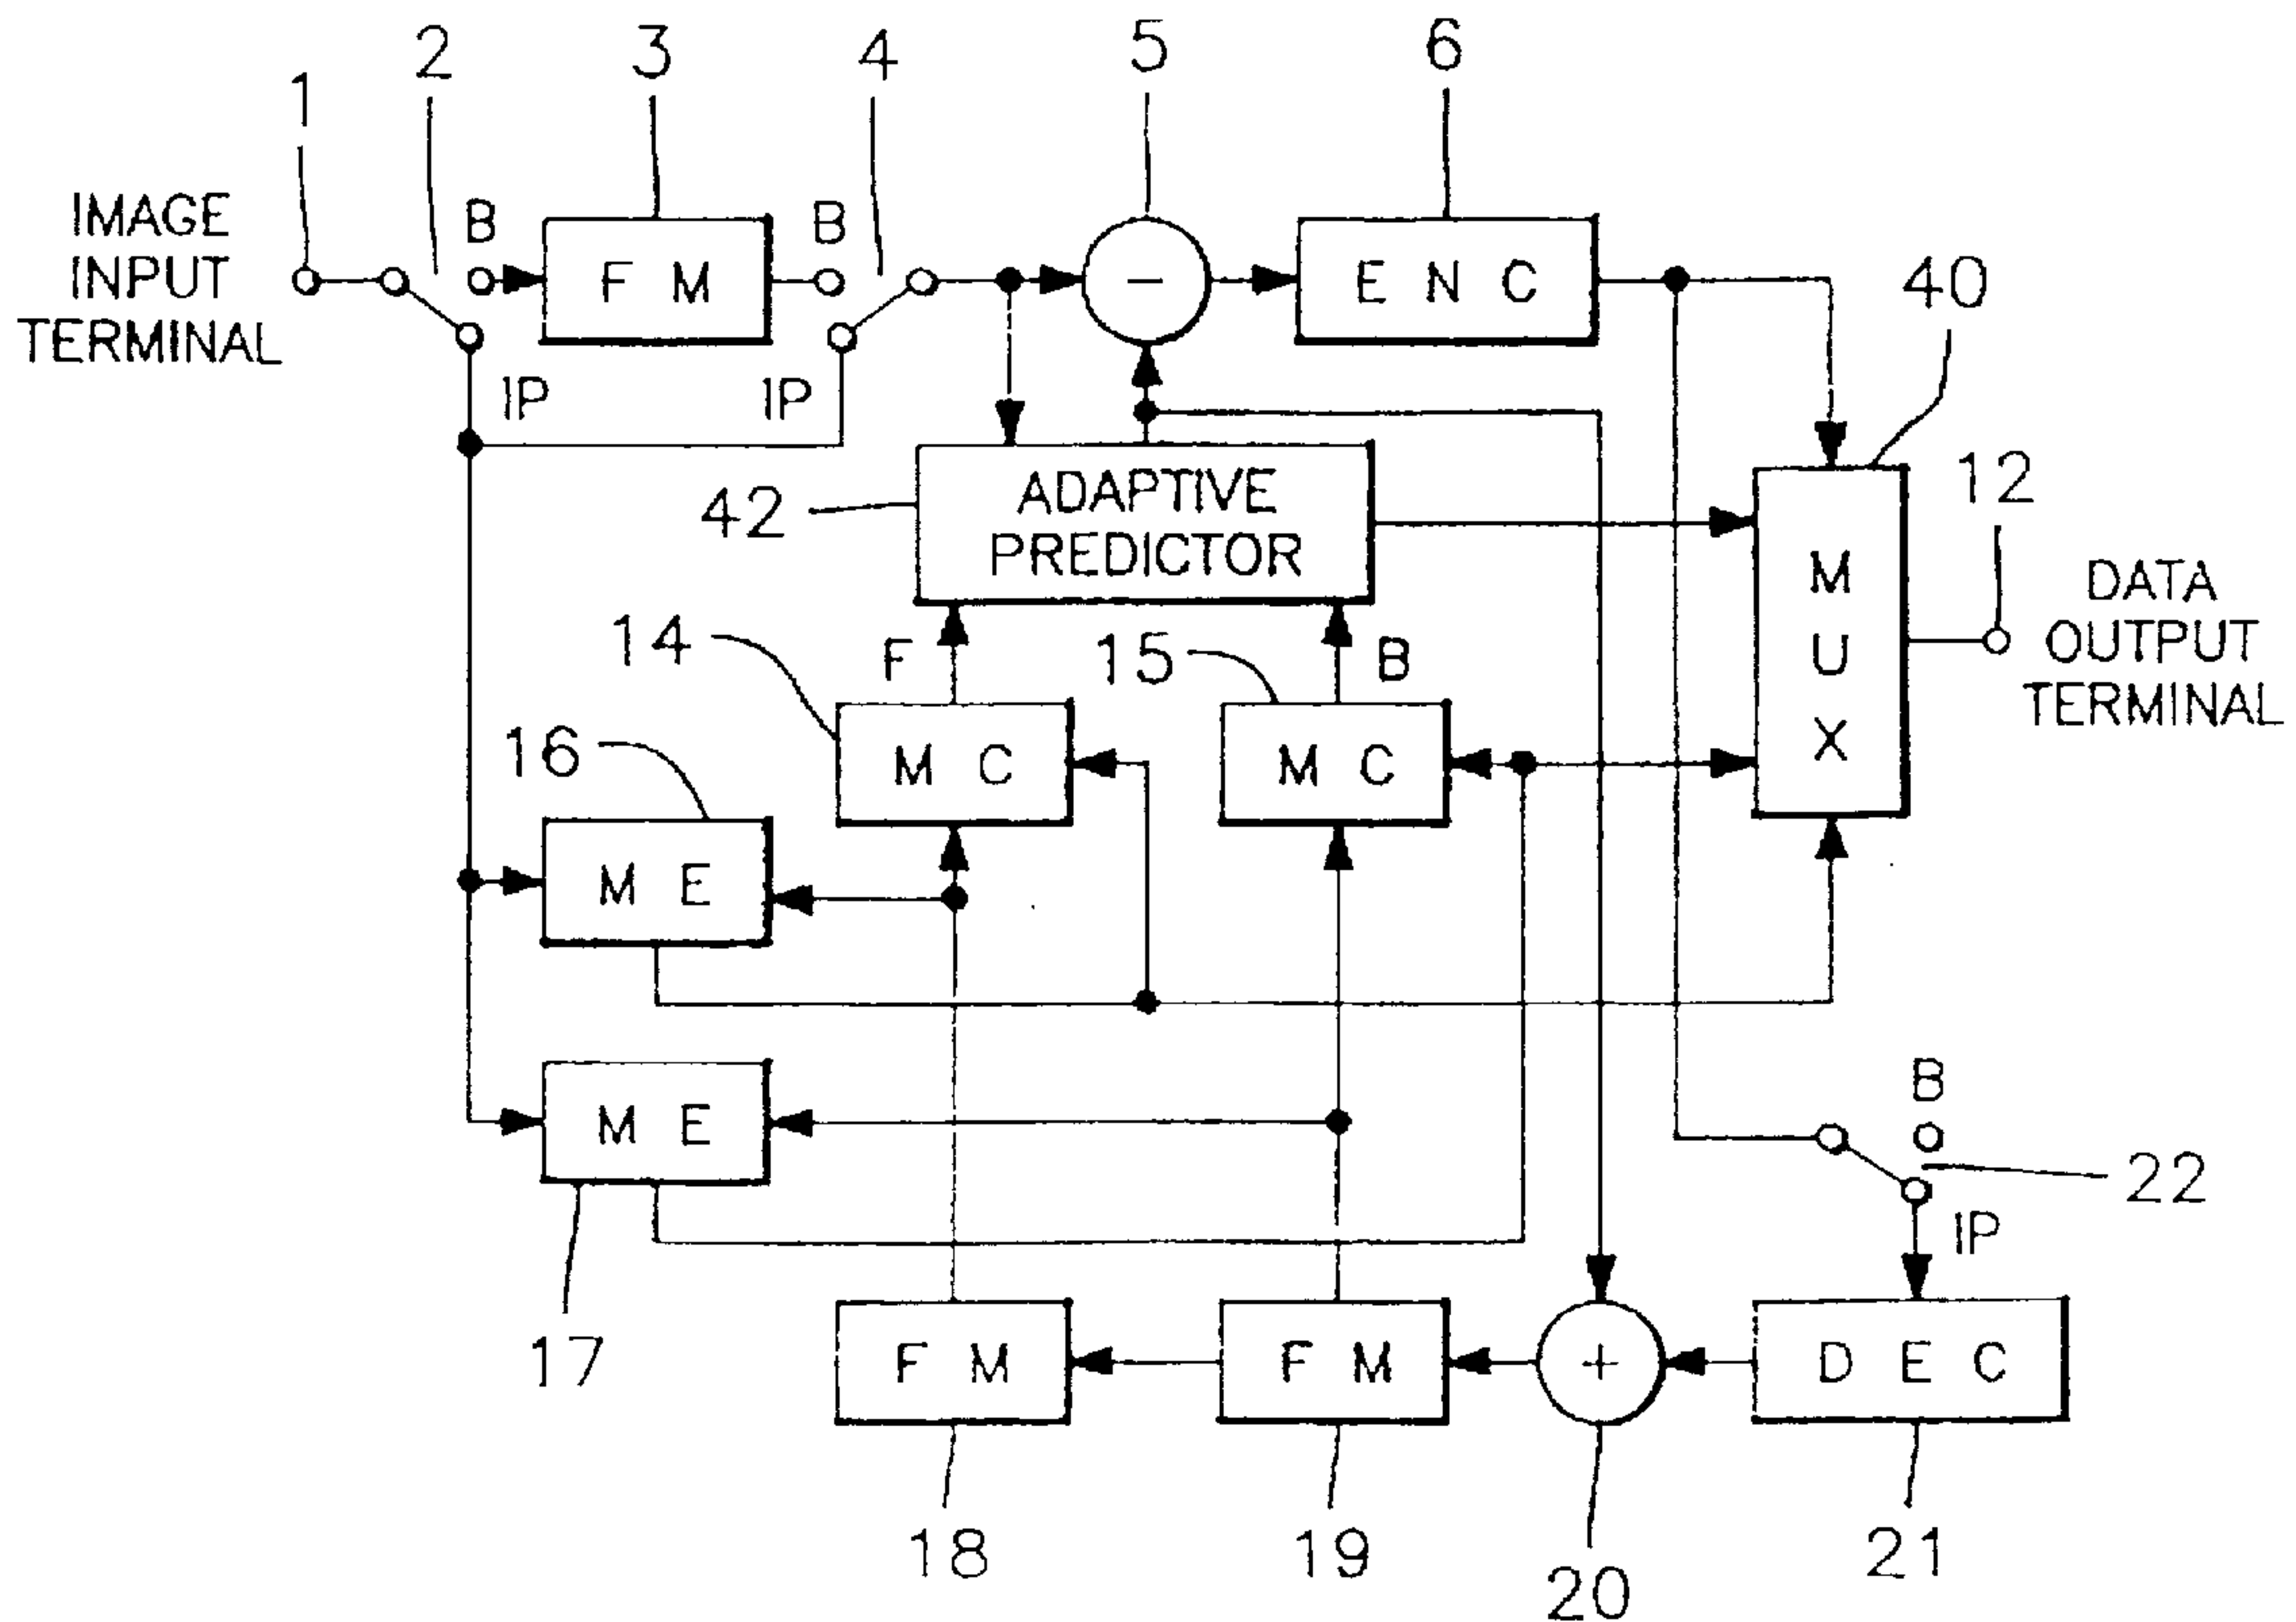 1
2
3
4
5
6
IMAGE
INPUT
TERMINAL
B
F M
B
-
E N C
40
IP
IP
42
ADAPTIVE
PREDICTOR
12
M
U
X
DATA
OUTPUT
TERMINAL
14
F
15
B
16
M C
M C
M E
M E
B
22
IP
17
F M
F M
+
D E C
18
19
20
21